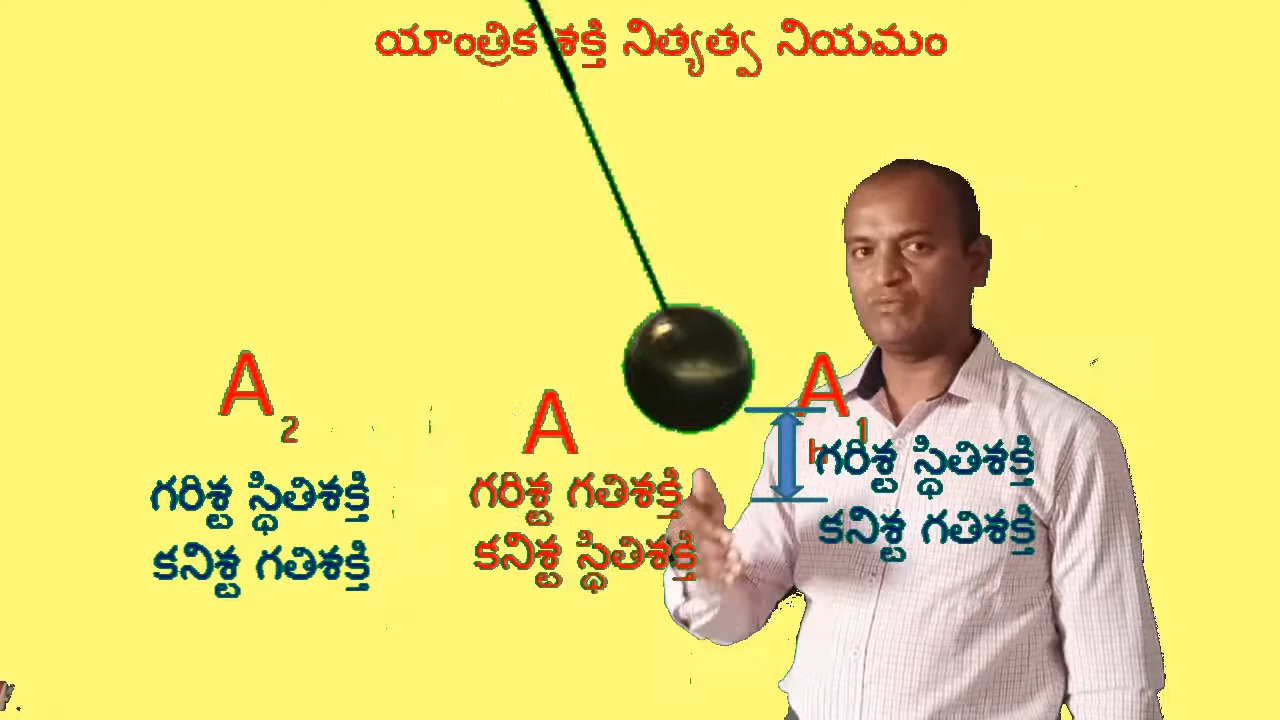 యాంత్రిక శక్తి నిత్యత్వ నియమం
A2
గరిశ్ట స్థితిశక్తి
కనిశ్ట గతిశక్తి
A
గరిశ్ట గతిశక్తి
కనిశ్ట స్థితిశక్తి
A1
h
గరిశ్ట స్థితిశక్తి
కనిశ్ట గతిశక్తి